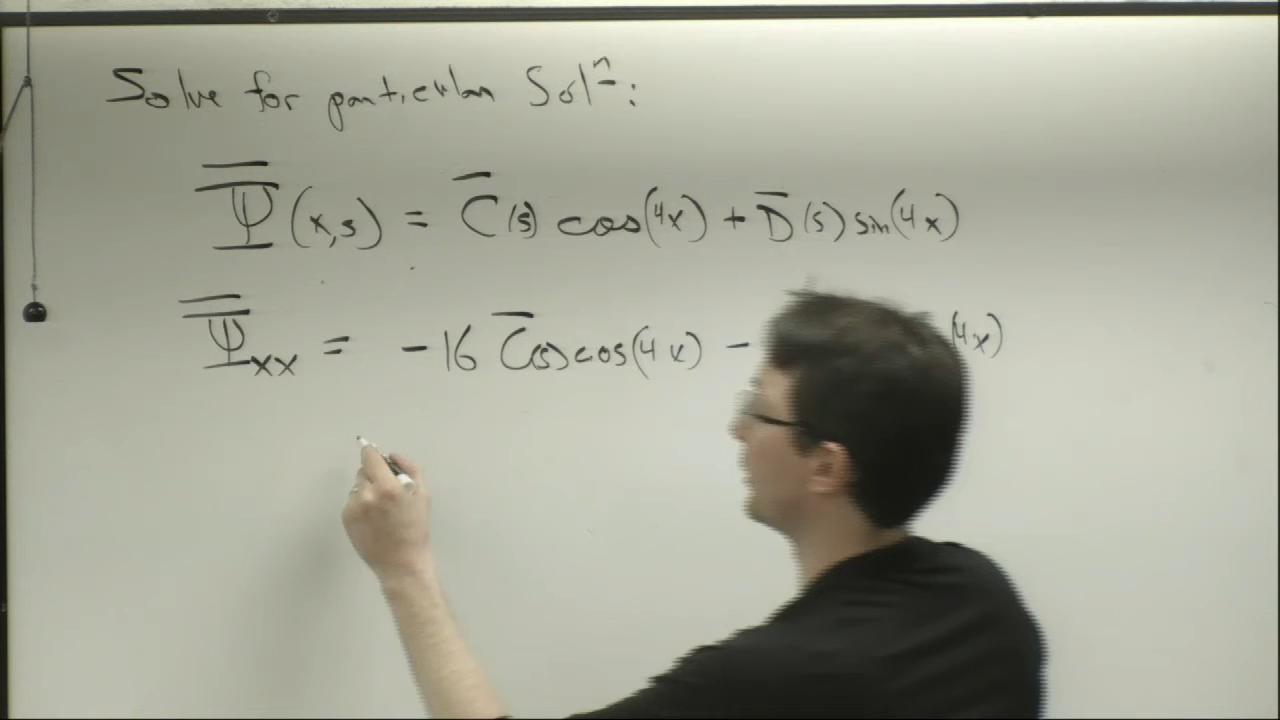 Solve for particular Solⁿ:
Ψ̿(x,s) = C̅(s) cos(4x) + D̅(s) sin(4x)
Ψ̿xx = -16 C̅(s) cos(4x) - (4x)